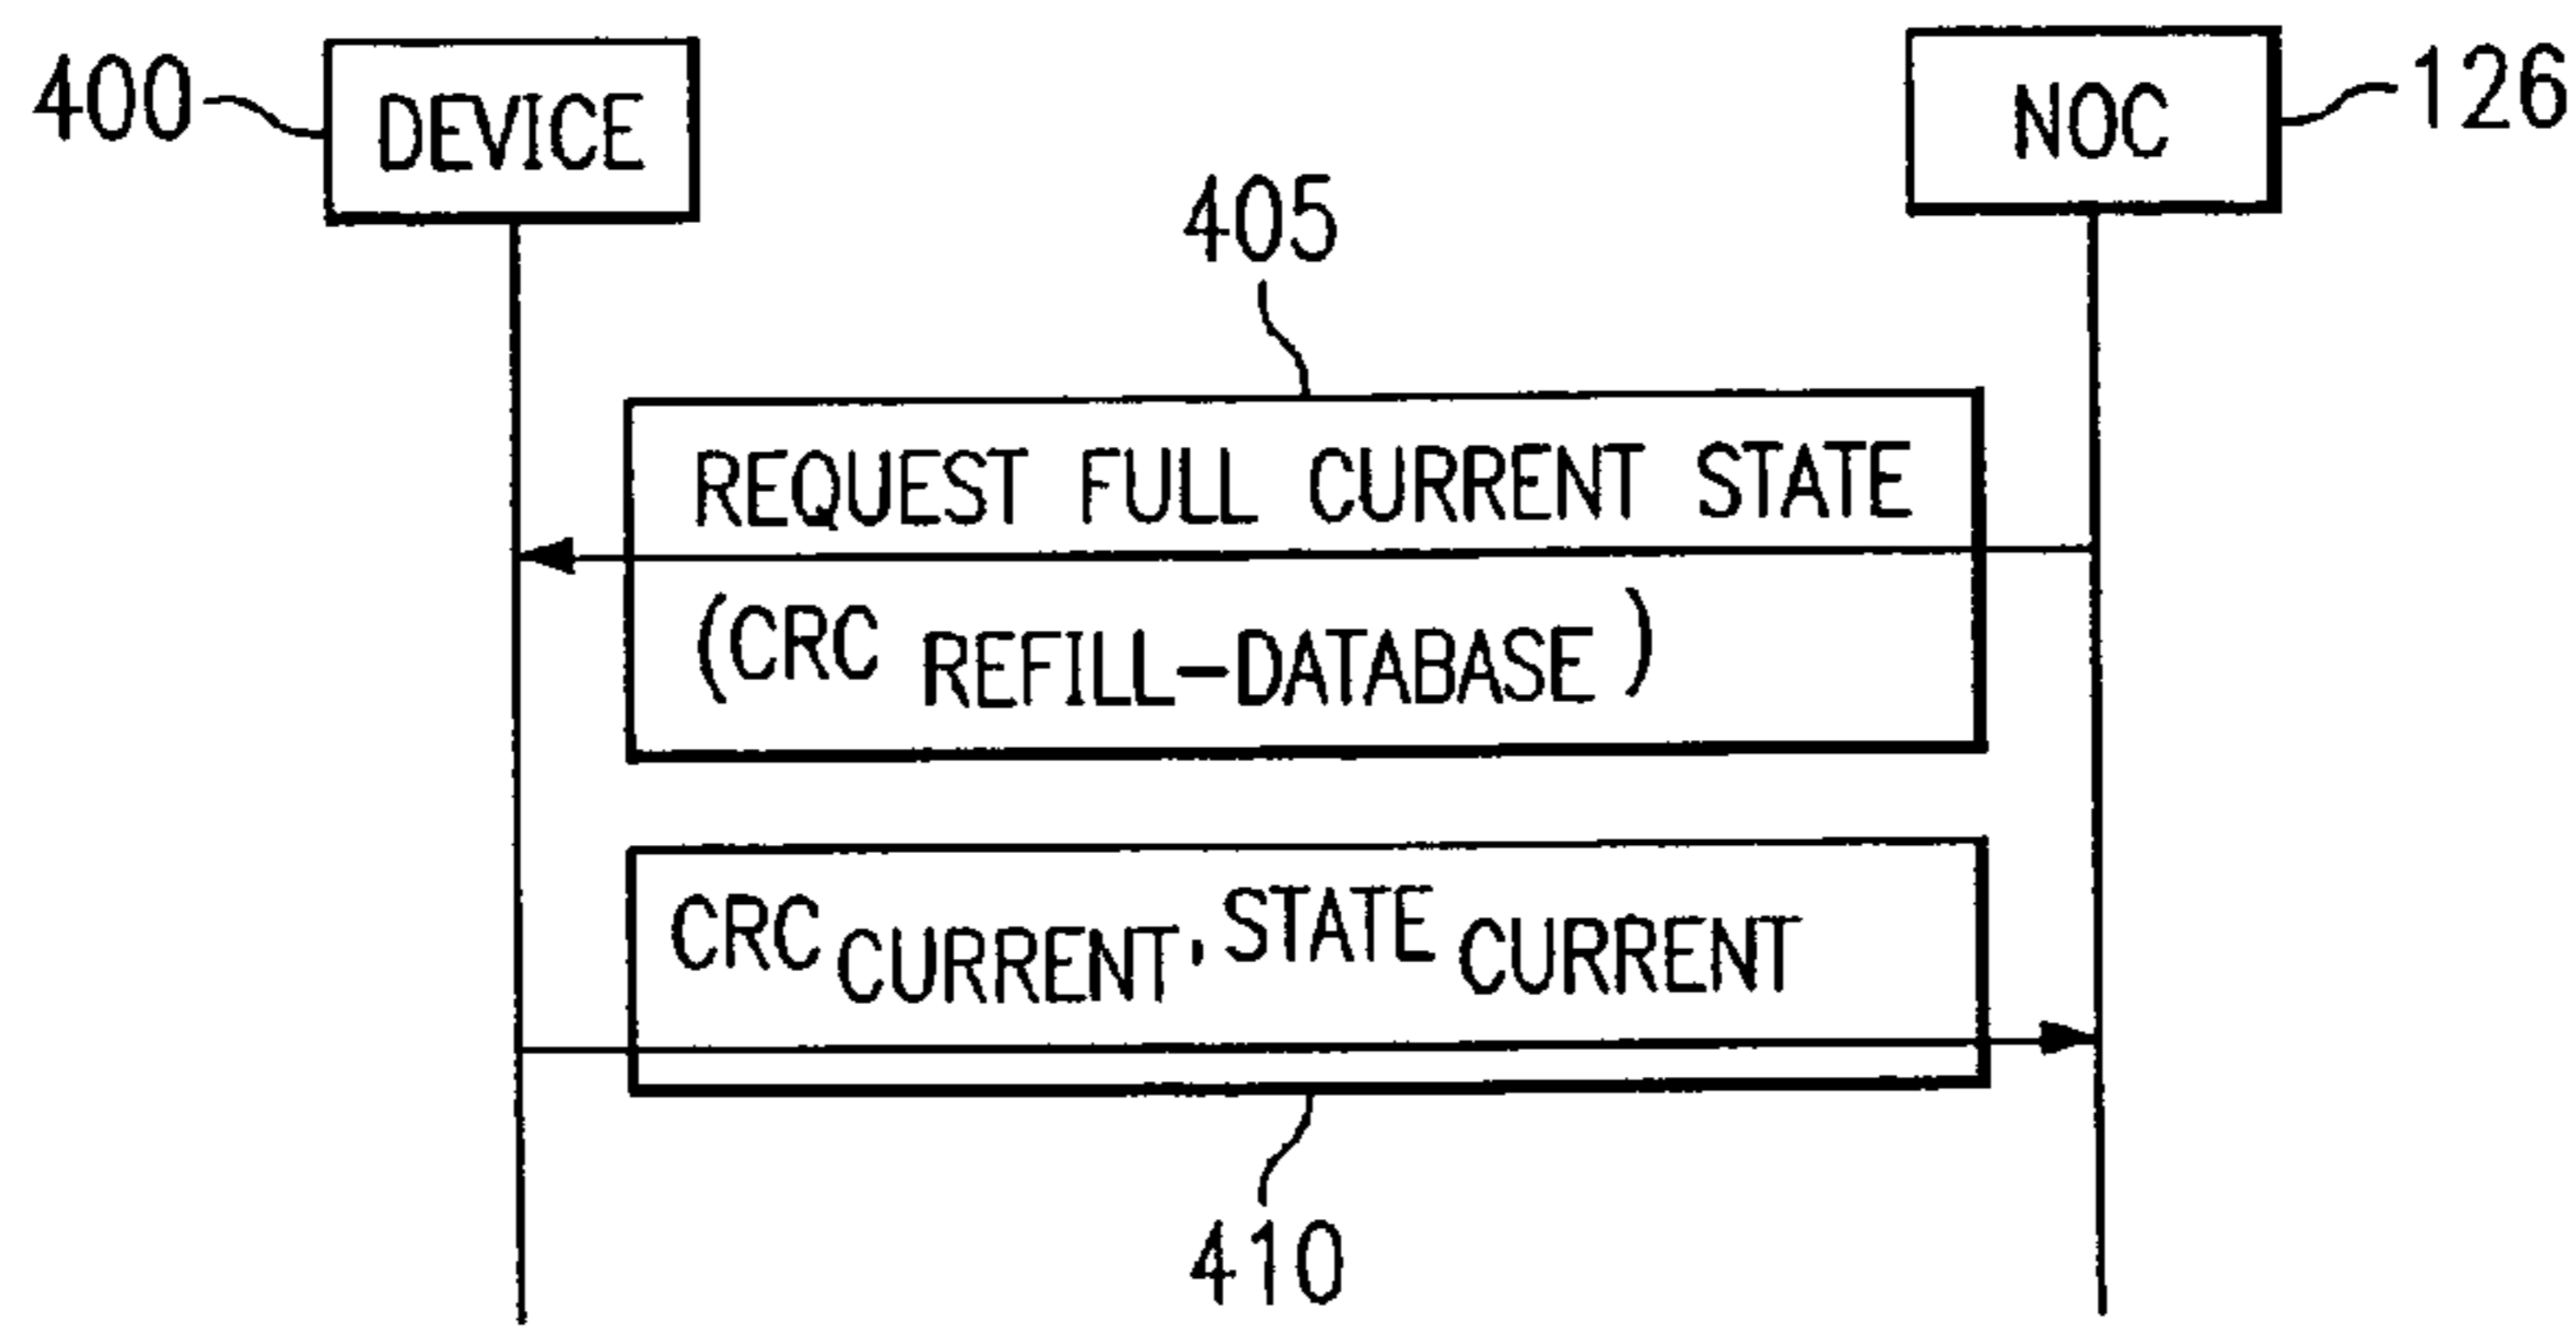 400 DEVICE NOC 126
405
REQUEST FULL CURRENT STATE
(CRC REFILL-DATABASE)
CRC CURRENT, STATE CURRENT
410